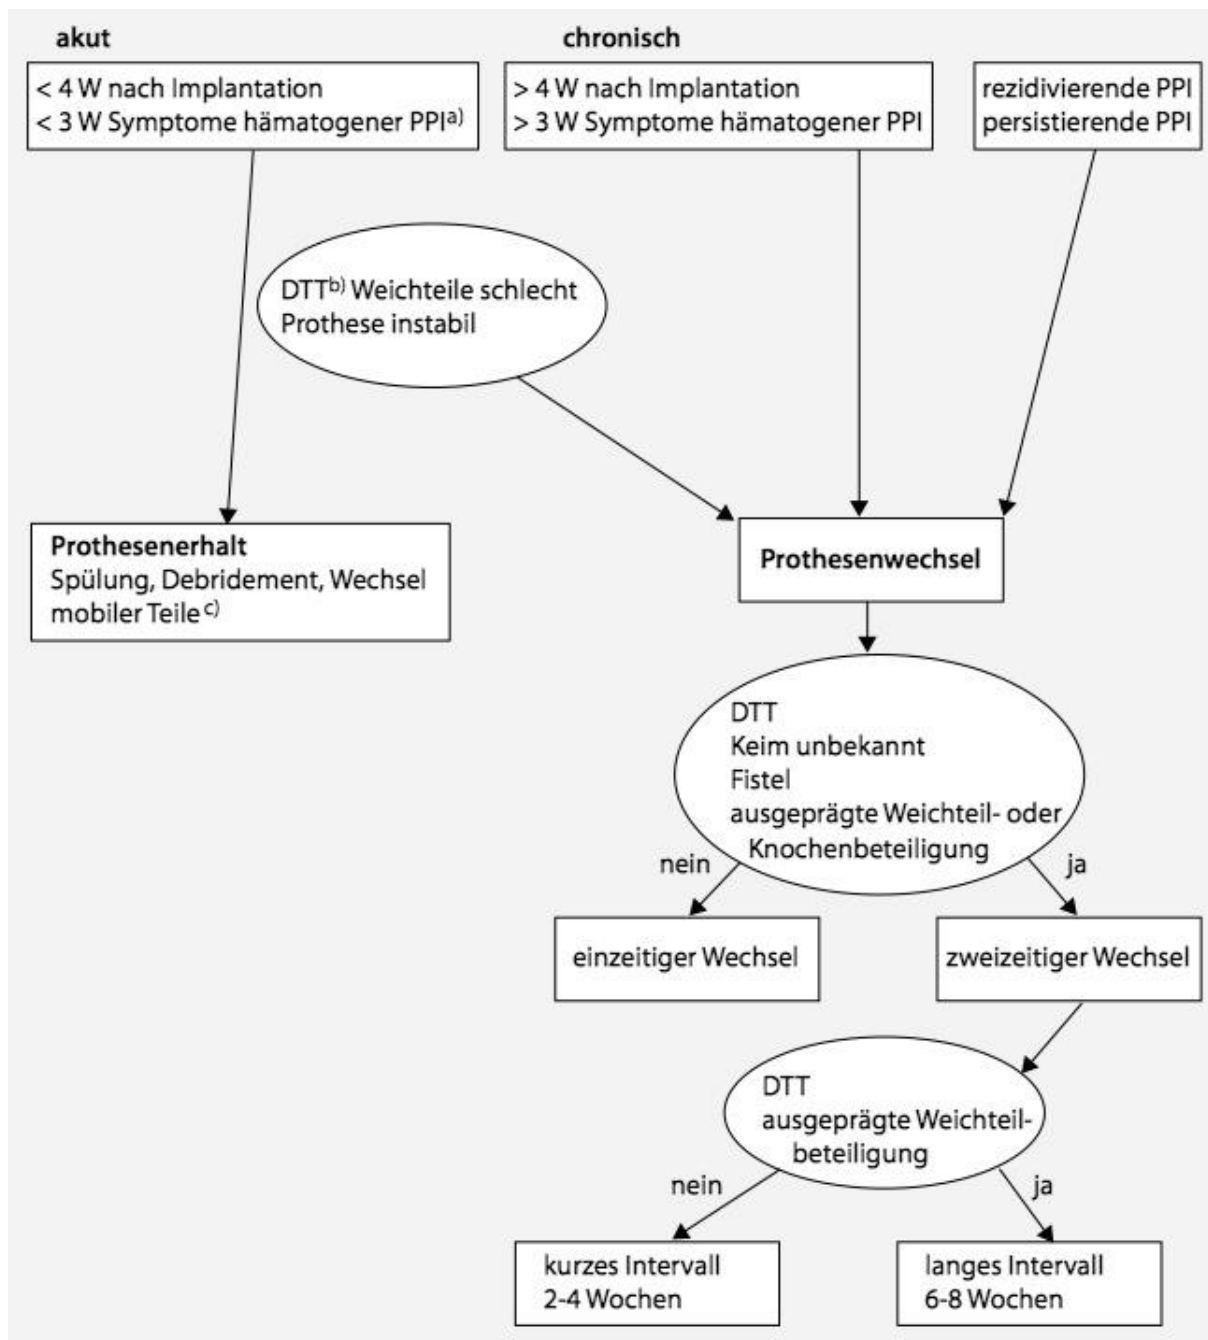 akut
chronisch
< 4 W nach Implantation
< 3 W Symptome hämatogener PPI a)
> 4 W nach Implantation
> 3 W Symptome hämatogener PPI
rezidivierende PPI
persistierende PPI
DTT b) Weichteile schlecht
Prothese instabil
Prothesenerhalt
Spülung, Debridement, Wechsel
mobiler Teile c)
Prothesenwechsel
DTT
Keim unbekannt
Fistel
ausgeprägte Weichteil- oder
Knochenbeteiligung
nein
ja
einzeitiger Wechsel
zweizeitiger Wechsel
DTT
ausgeprägte Weichteil-
beteiligung
nein
ja
kurzes Intervall
2-4 Wochen
langes Intervall
6-8 Wochen